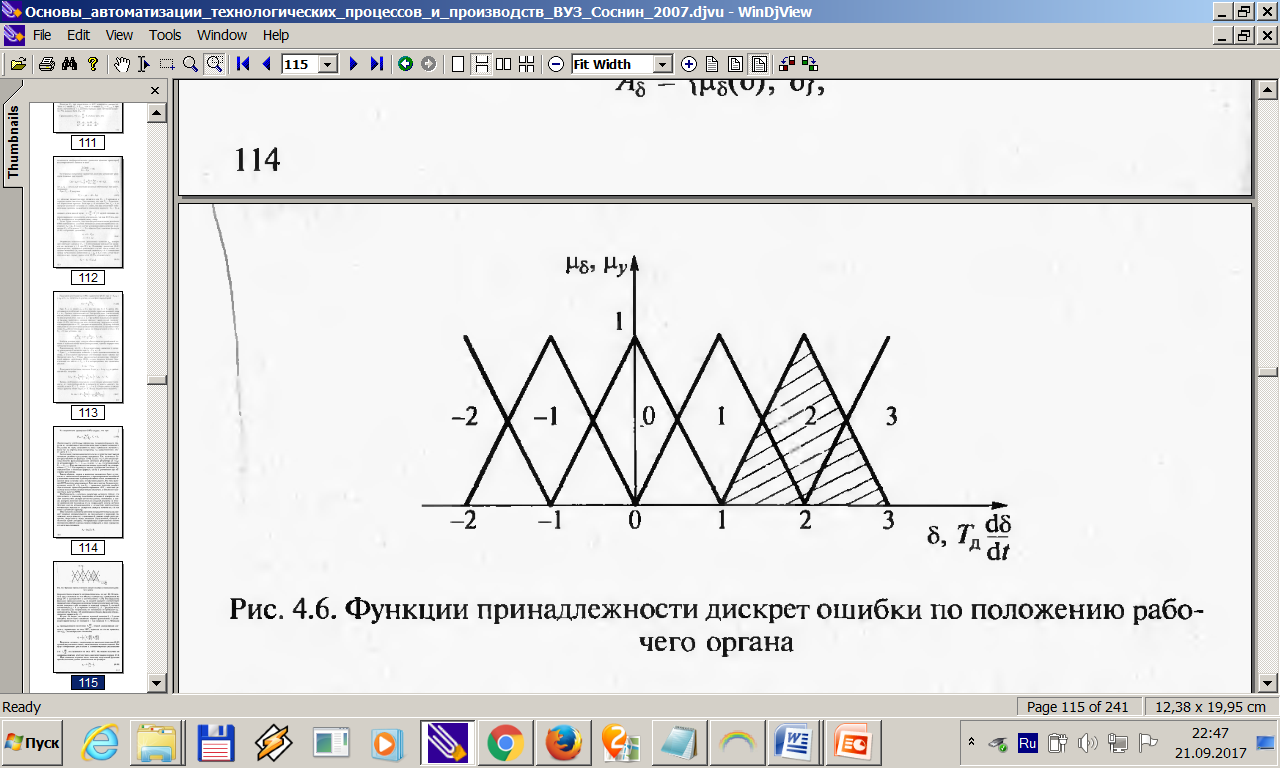 Основы_автоматизации_технологических_процессов_и_производств_ВУЗ_Соснин_2007.djvu - WinDjView
File Edit View Tools Window Help
115 Fit Width
Thumbnails
111
112
113
114
115
114
μδ, μy
1
-2 -1 0 1 2 3
-2 -1 0 1 2 3
δ, Tд dδ/dt
Рис. 4.6. Функции принадлежности дискрет ошибки по положению рабо-
чего органа
Ready Page 115 of 241 12,38 x 19,95 cm
Пуск Ru 22:47
21.09.2017